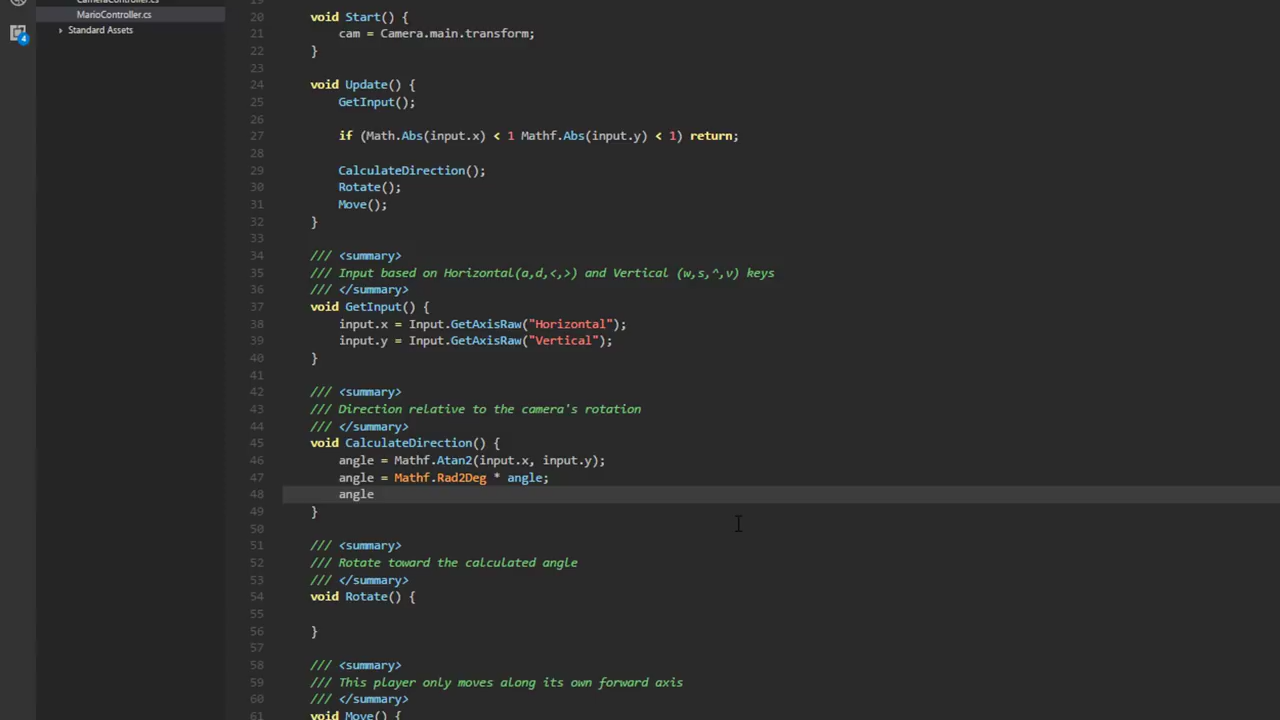 CameraController.cs
MarioController.cs
Standard Assets
4
19
20 void Start() {
21 cam = Camera.main.transform;
22 }
23
24 void Update() {
25 GetInput();
26
27 if (Math.Abs(input.x) < 1 Mathf.Abs(input.y) < 1) return;
28
29 CalculateDirection();
30 Rotate();
31 Move();
32 }
33
34 /// <summary>
35 /// Input based on Horizontal(a,d,<,>) and Vertical (w,s,^,v) keys
36 /// </summary>
37 void GetInput() {
38 input.x = Input.GetAxisRaw("Horizontal");
39 input.y = Input.GetAxisRaw("Vertical");
40 }
41
42 /// <summary>
43 /// Direction relative to the camera's rotation
44 /// </summary>
45 void CalculateDirection() {
46 angle = Mathf.Atan2(input.x, input.y);
47 angle = Mathf.Rad2Deg * angle;
48 angle
49 }
50
51 /// <summary>
52 /// Rotate toward the calculated angle
53 /// </summary>
54 void Rotate() {
55
56 }
57
58 /// <summary>
59 /// This player only moves along its own forward axis
60 /// </summary>
61 void Move() {